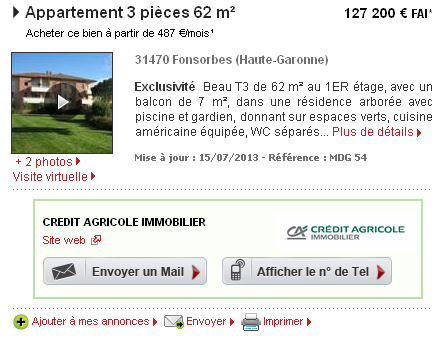 Appartement 3 pièces 62 m² 127 200 € FAI*
Acheter ce bien à partir de 487 €/mois¹
31470 Fonsorbes (Haute-Garonne)
Exclusivité Beau T3 de 62 m² au 1ER étage, avec un
balcon de 7 m², dans une résidence arborée avec
piscine et gardien, donnant sur espaces verts, cuisine
américaine équipée, WC séparés... Plus de détails
+ 2 photos
Visite virtuelle
Mise à jour : 15/07/2013 - Référence : MDG 54
CREDIT AGRICOLE IMMOBILIER
Site web
CRÉDIT AGRICOLE
IMMOBILIER
Envoyer un Mail
Afficher le n° de Tel
Ajouter à mes annonces
Envoyer
Imprimer